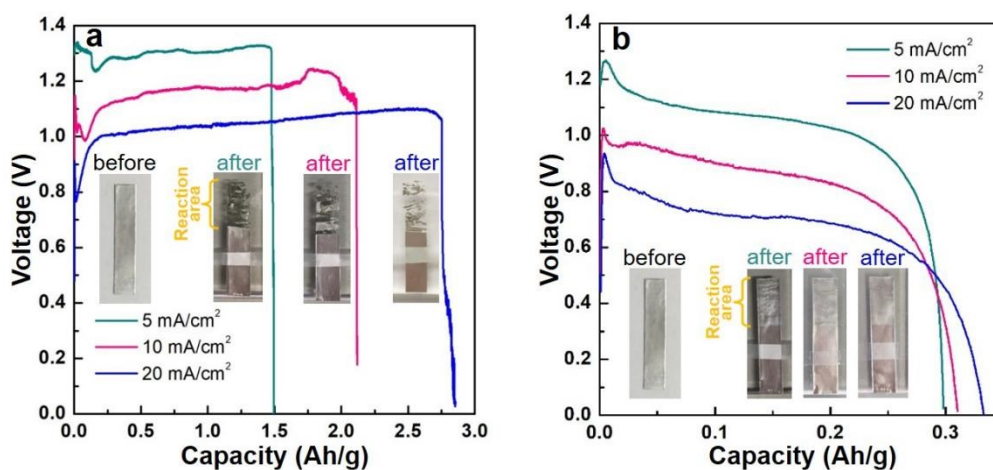 a
1.4
1.2
1.0
0.8
0.6
0.4
0.2
0.0
Voltage (V)
before
after
after
after
Reaction
area
5 mA/cm²
10 mA/cm²
20 mA/cm²
0.0 0.5 1.0 1.5 2.0 2.5 3.0
Capacity (Ah/g)
b
1.4
1.2
1.0
0.8
0.6
0.4
0.2
0.0
Voltage (V)
5 mA/cm²
10 mA/cm²
20 mA/cm²
before
after
after
after
Reaction
area
0.0 0.1 0.2 0.3
Capacity (Ah/g)